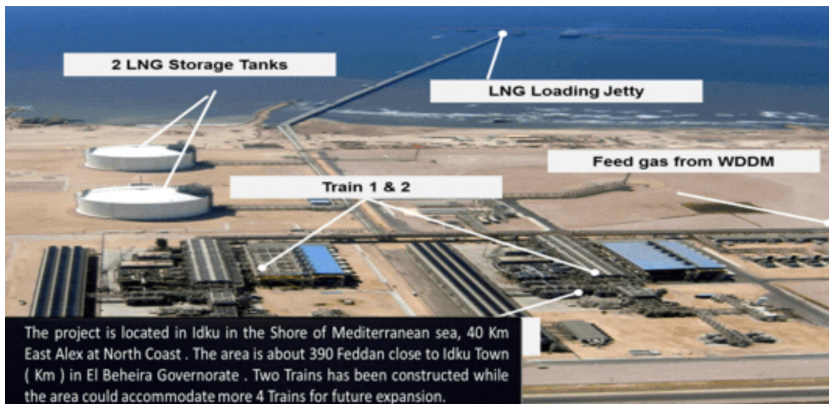 2 LNG Storage Tanks
LNG Loading Jetty
Feed gas from WDDM
Train 1 & 2
The project is located in Idku in the Shore of Mediterranean sea, 40 Km
East Alex at North Coast . The area is about 390 Feddan close to Idku Town
( Km ) in El Beheira Governorate . Two Trains has been constructed while
the area could accommodate more 4 Trains for future expansion.